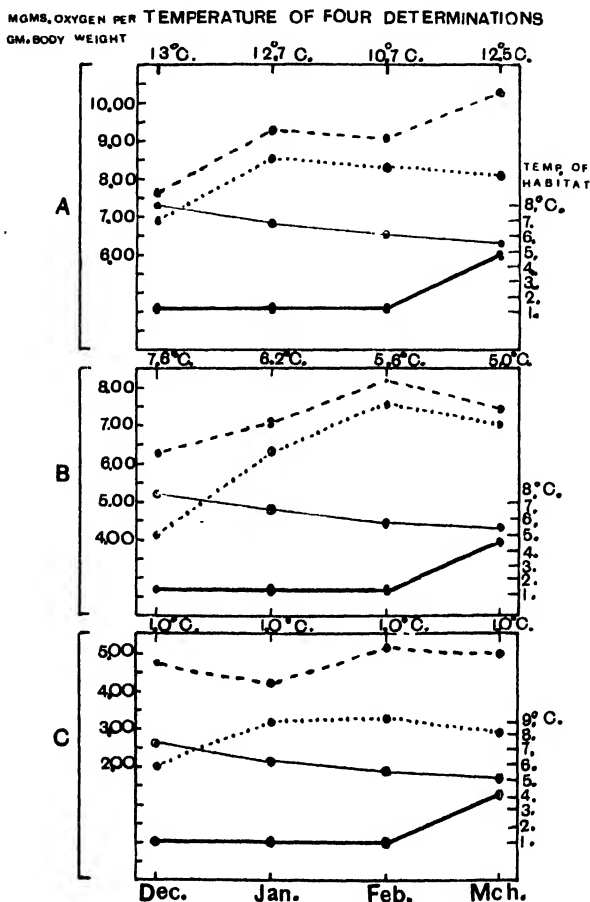 MGMS. OXYGEN PER TEMPERATURE OF FOUR DETERMINATIONS
GM. BODY WEIGHT
13°C. 12.7°C. 10.7°C. 12.5°C.
10.00
9.00
8.00
7.00
6.00
A
TEMP. OF
HABITAT
8.°C.
7.
6.
5.
4.
3.
2.
1.
7.6°C. 6.2°C. 5.6°C. 5.0°C.
8.00
7.00
6.00
5.00
4.00
B
8.°C.
7.
6.
5.
4.
3.
2.
1.
1.0°C. 1.0°C. 1.0°C. 1.0°C.
5.00
4.00
3.00
2.00
C
9.°C.
8.
7.
6.
5.
4.
3.
2.
1.
Dec. Jan. Feb. Mch.